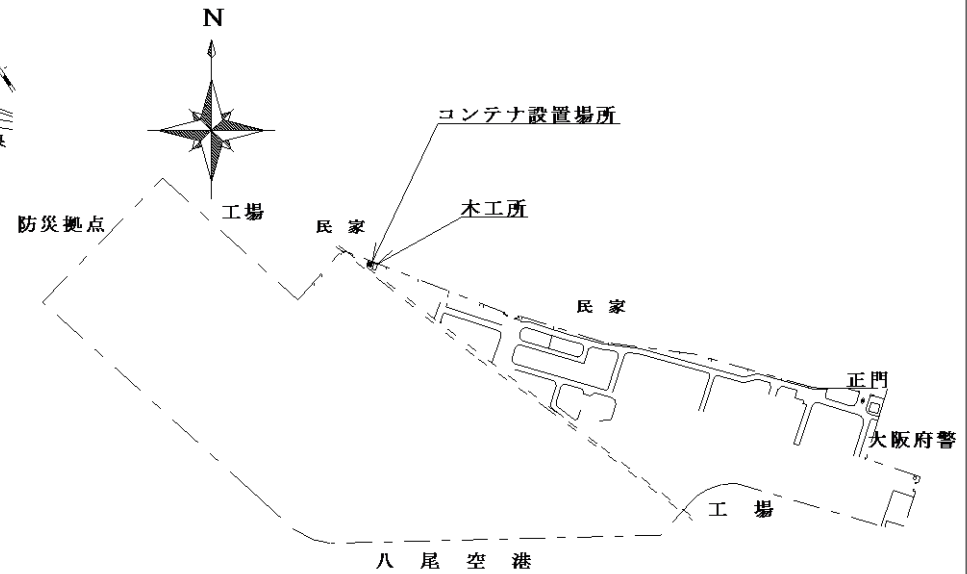 N
コンテナ設置場所
木工所
防災拠点
工場
民 家
民 家
正門
大阪府警
工 場
八 尾 空 港